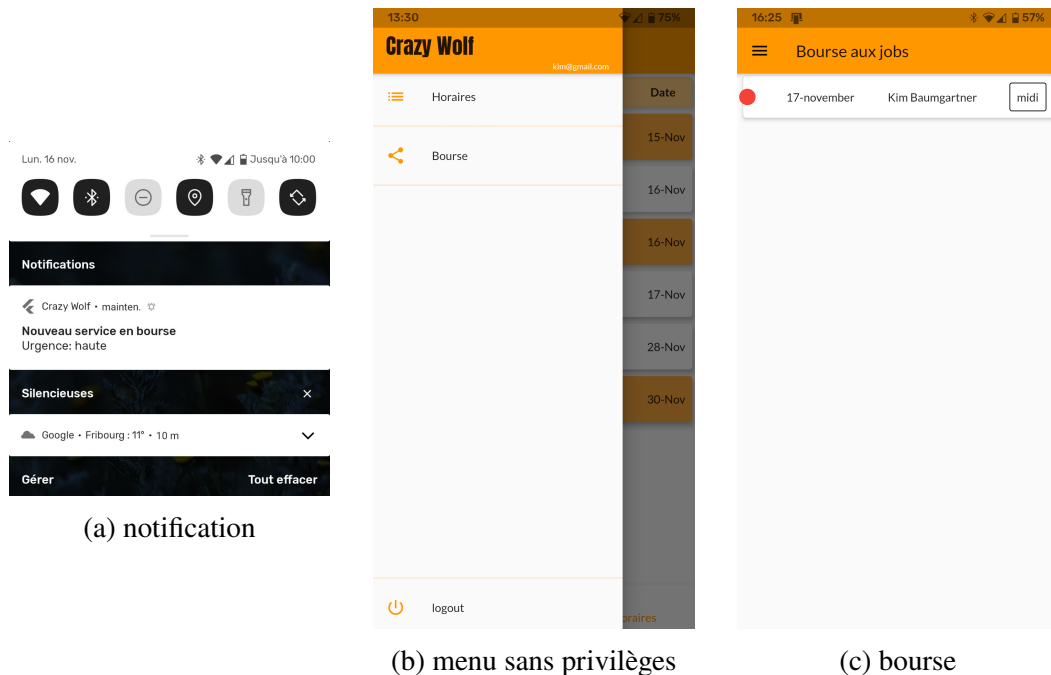 Lun. 16 nov. Jusqu'à 10:00
Notifications
Crazy Wolf • mainten.
Nouveau service en bourse
Urgence: haute
Silencieuses ×
Google • Fribourg : 11° • 10 m
Gérer Tout effacer
(a) notification
13:30 75%
Crazy Wolf
kim@gmail.com
Horaires
Bourse
logout
Date
15-Nov
16-Nov
16-Nov
17-Nov
28-Nov
30-Nov
oraires
(b) menu sans privilèges
16:25 57%
Bourse aux jobs
17-november Kim Baumgartner midi
(c) bourse